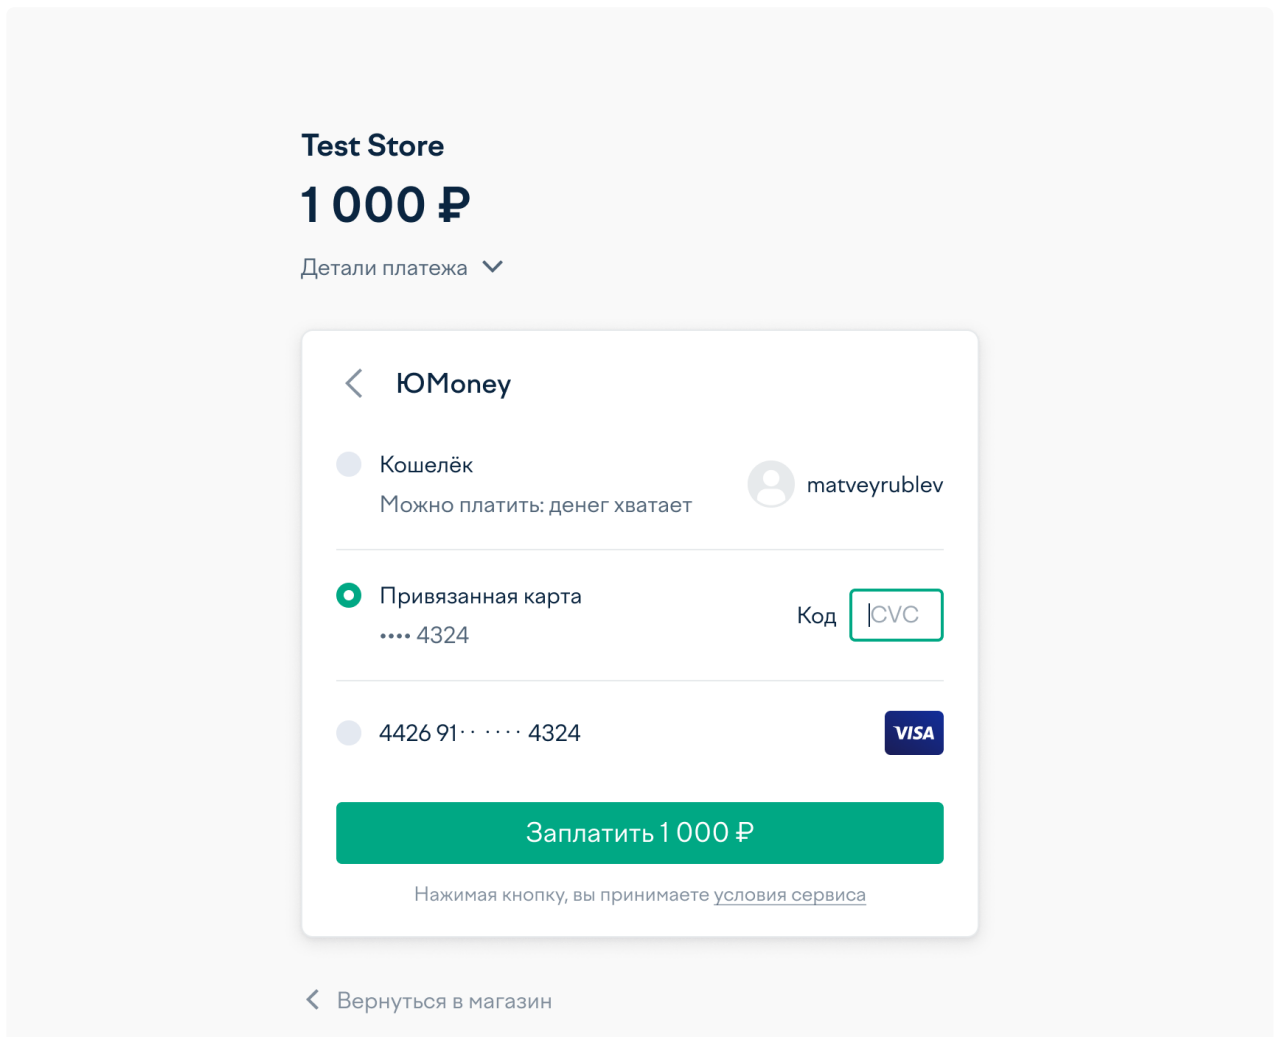 Test Store
1 000 ₽
Детали платежа
ЮMoney
Кошелёк
Можно платить: денег хватает
matveyrublev
Привязанная карта
•••• 4324
Код
CVC
4426 91·· ···· 4324
VISA
Заплатить 1 000 ₽
Нажимая кнопку, вы принимаете условия сервиса
Вернуться в магазин